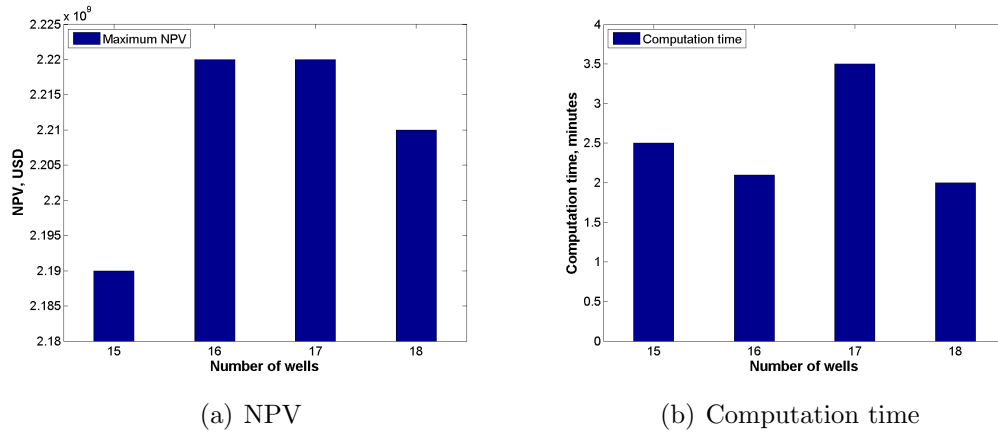 x 10^9
2.225
Maximum NPV
2.22
2.215
2.21
2.205
2.2
2.195
2.19
2.185
2.18
NPV, USD
15 16 17 18
Number of wells
(a) NPV
4
Computation time
3.5
3
2.5
2
1.5
1
0.5
0
Computation time, minutes
15 16 17 18
Number of wells
(b) Computation time